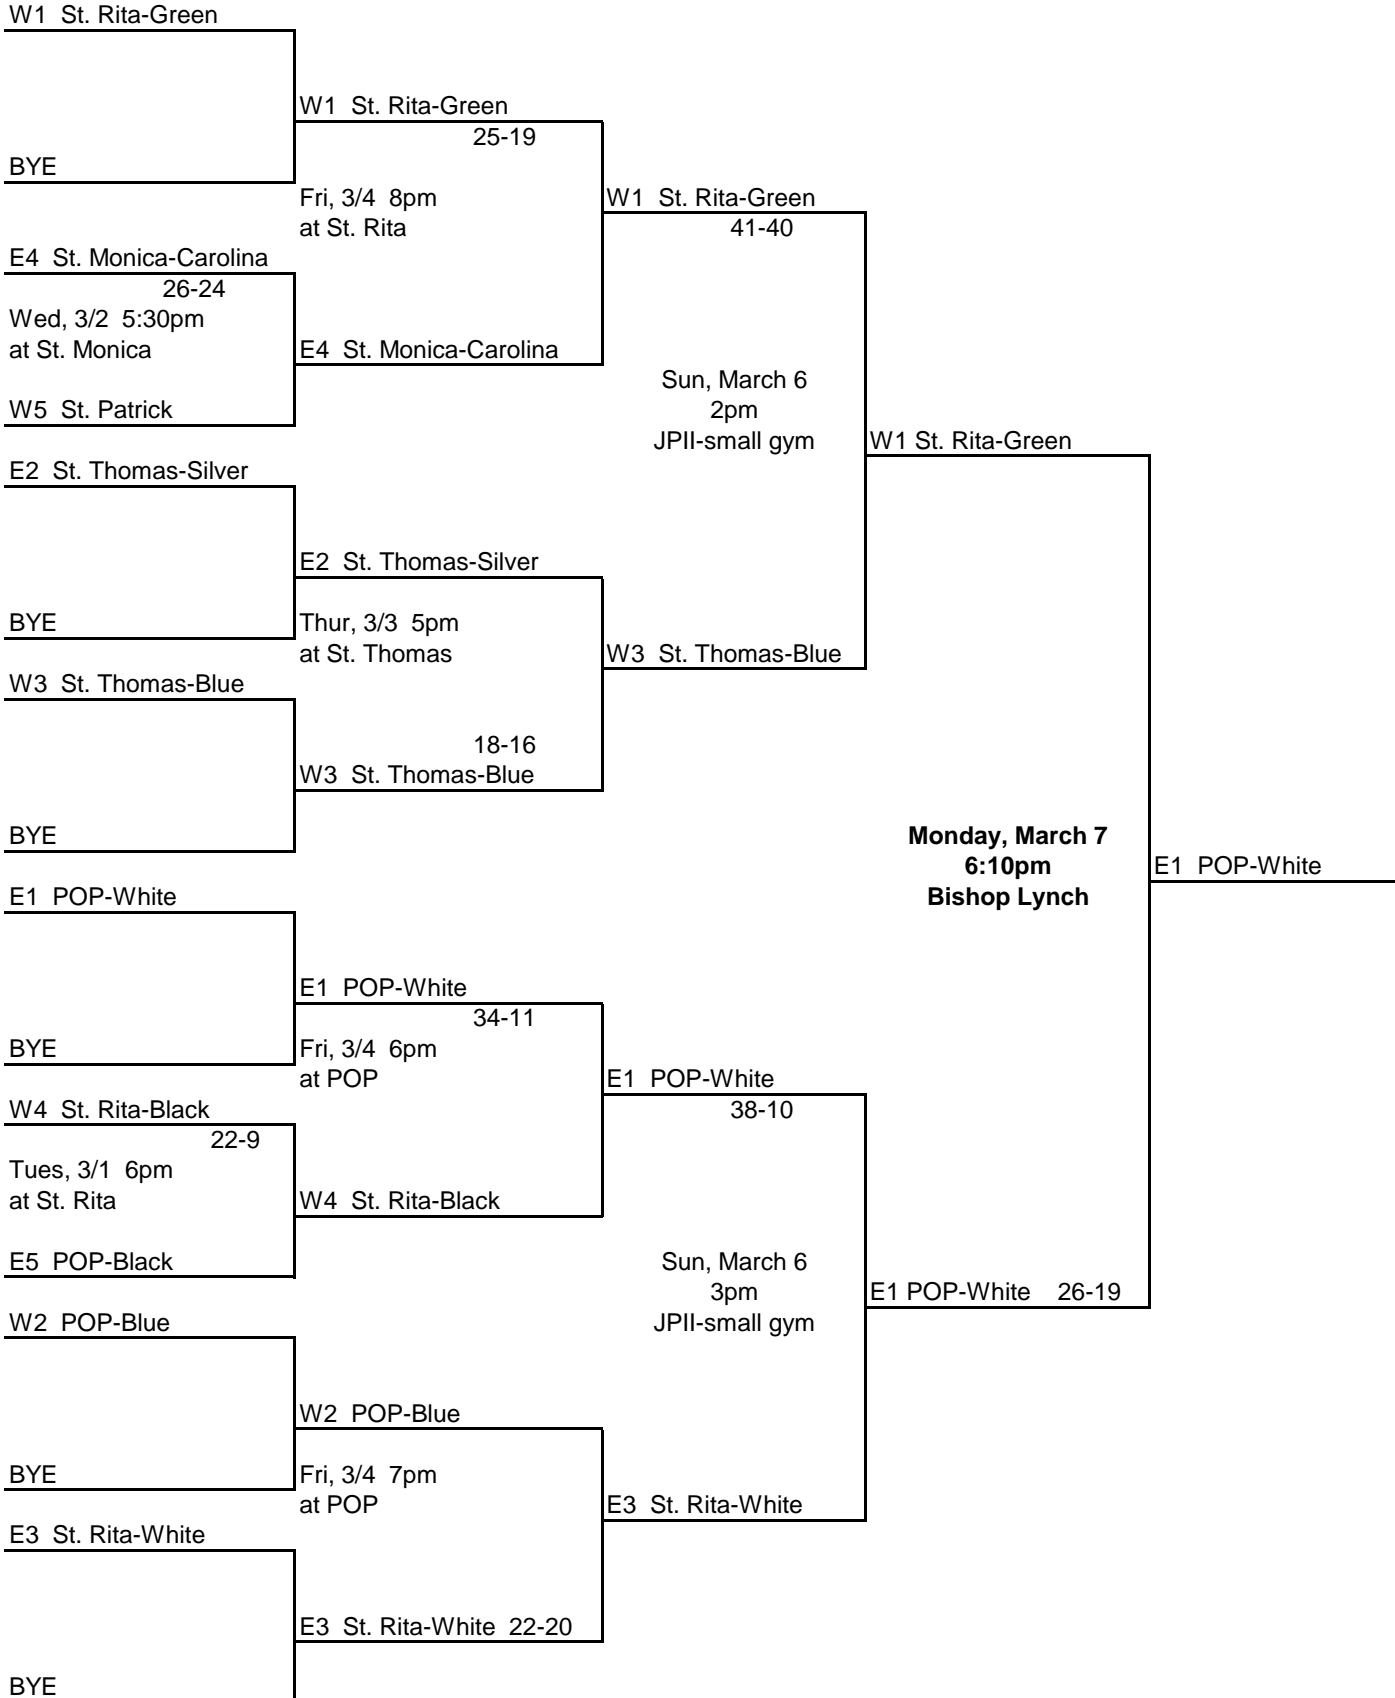 W1 St. Rita-Green
W1 St. Rita-Green
25-19
BYE
Fri, 3/4 8pm
at St. Rita
W1 St. Rita-Green
41-40
E4 St. Monica-Carolina
26-24
Wed, 3/2 5:30pm
at St. Monica
E4 St. Monica-Carolina
Sun, March 6
2pm
JPII-small gym
W5 St. Patrick
W1 St. Rita-Green
E2 St. Thomas-Silver
E2 St. Thomas-Silver
BYE
Thur, 3/3 5pm
at St. Thomas
W3 St. Thomas-Blue
W3 St. Thomas-Blue
18-16
W3 St. Thomas-Blue
BYE
Monday, March 7
6:10pm
Bishop Lynch
E1 POP-White
E1 POP-White
E1 POP-White
34-11
BYE
Fri, 3/4 6pm
at POP
E1 POP-White
38-10
W4 St. Rita-Black
22-9
Tues, 3/1 6pm
at St. Rita
W4 St. Rita-Black
E5 POP-Black
Sun, March 6
3pm
JPII-small gym
E1 POP-White 26-19
W2 POP-Blue
W2 POP-Blue
BYE
Fri, 3/4 7pm
at POP
E3 St. Rita-White
E3 St. Rita-White
E3 St. Rita-White 22-20
BYE